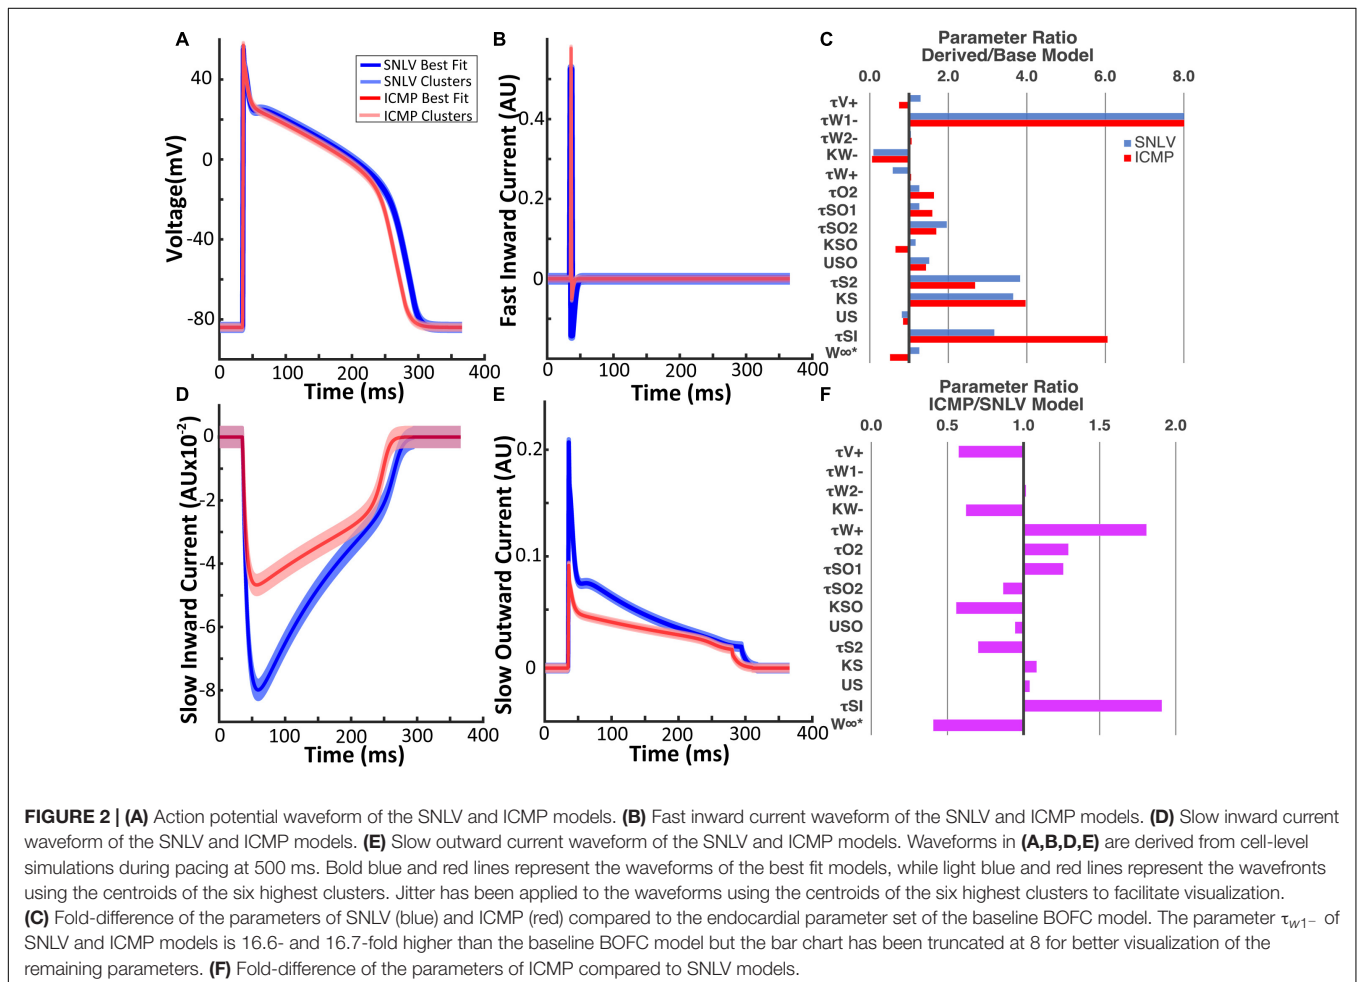 A
Voltage(mV)
40
0
-40
-80
SNLV Best Fit
SNLV Clusters
ICMP Best Fit
ICMP Clusters
0 100 200 300 400
Time (ms)
B
Fast Inward Current (AU)
0.4
0.2
0
0 100 200 300 400
Time (ms)
C
Parameter Ratio
Derived/Base Model
0.0 2.0 4.0 6.0 8.0
τV+
τW1-
τW2-
KW-
τW+
τO2
τSO1
τSO2
KSO
USO
τS2
KS
US
τSI
W∞*
SNLV
ICMP
D
Slow Inward Current (AUx10-2)
0
-2
-4
-6
-8
0 100 200 300 400
Time (ms)
E
Slow Outward Current (AU)
0.2
0.1
0
0 100 200 300 400
Time (ms)
F
Parameter Ratio
ICMP/SNLV Model
0.0 0.5 1.0 1.5 2.0
τV+
τW1-
τW2-
KW-
τW+
τO2
τSO1
τSO2
KSO
USO
τS2
KS
US
τSI
W∞*
FIGURE 2 | (A) Action potential waveform of the SNLV and ICMP models. (B) Fast inward current waveform of the SNLV and ICMP models. (D) Slow inward current
waveform of the SNLV and ICMP models. (E) Slow outward current waveform of the SNLV and ICMP models. Waveforms in (A,B,D,E) are derived from cell-level
simulations during pacing at 500 ms. Bold blue and red lines represent the waveforms of the best fit models, while light blue and red lines represent the wavefronts
using the centroids of the six highest clusters. Jitter has been applied to the waveforms using the centroids of the six highest clusters to facilitate visualization.
(C) Fold-difference of the parameters of SNLV (blue) and ICMP (red) compared to the endocardial parameter set of the baseline BOFC model. The parameter τw1− of
SNLV and ICMP models is 16.6- and 16.7-fold higher than the baseline BOFC model but the bar chart has been truncated at 8 for better visualization of the
remaining parameters. (F) Fold-difference of the parameters of ICMP compared to SNLV models.